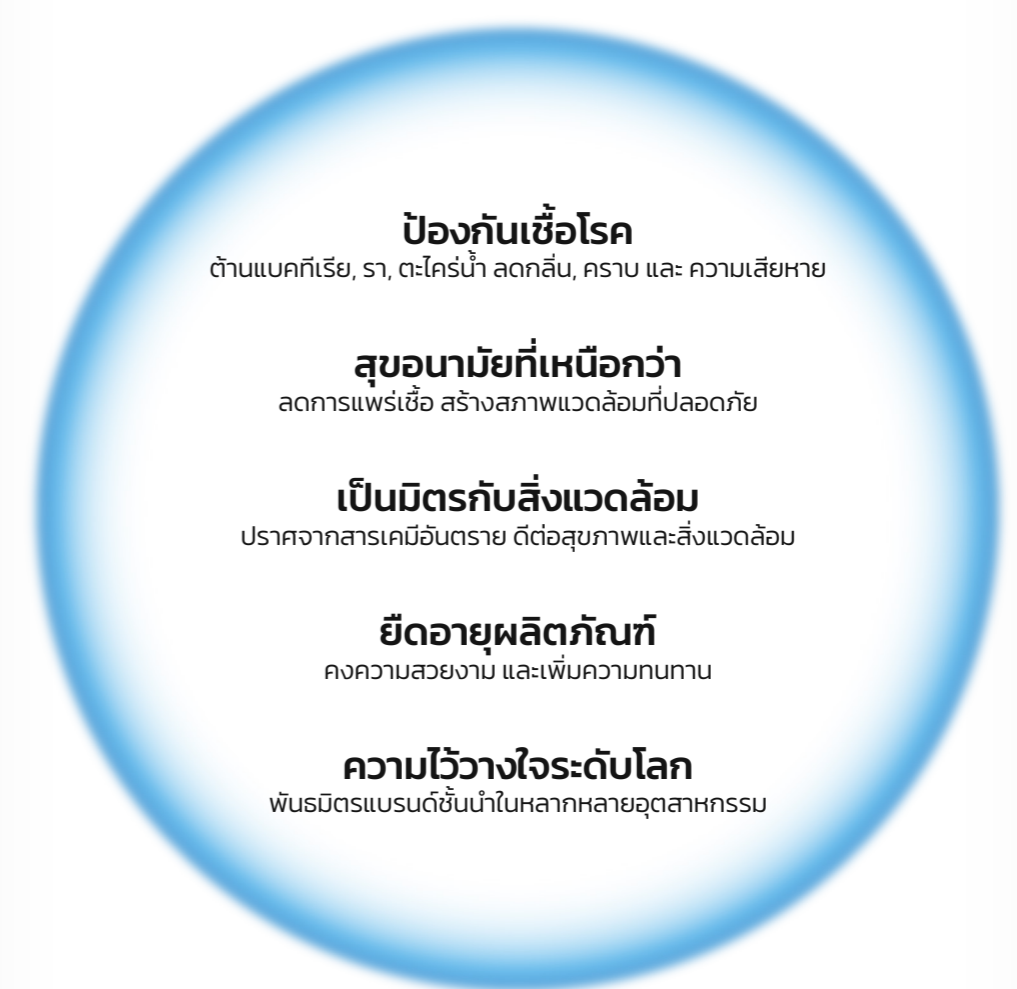 ป้องกันเชื้อโรค
ต้านแบคทีเรีย, รา, ตะไคร่น้ำ ลดกลิ่น, คราบ และ ความเสียหาย
สุขอนามัยที่เหนือกว่า
ลดการแพร่เชื้อ สร้างสภาพแวดล้อมที่ปลอดภัย
เป็นมิตรกับสิ่งแวดล้อม
ปราศจากสารเคมีอันตราย ดีต่อสุขภาพและสิ่งแวดล้อม
ยืดอายุผลิตภัณฑ์
คงความสวยงาม และเพิ่มความทนทาน
ความไว้วางใจระดับโลก
พันธมิตรแบรนด์ชั้นนำในหลากหลายอุตสาหกรรม